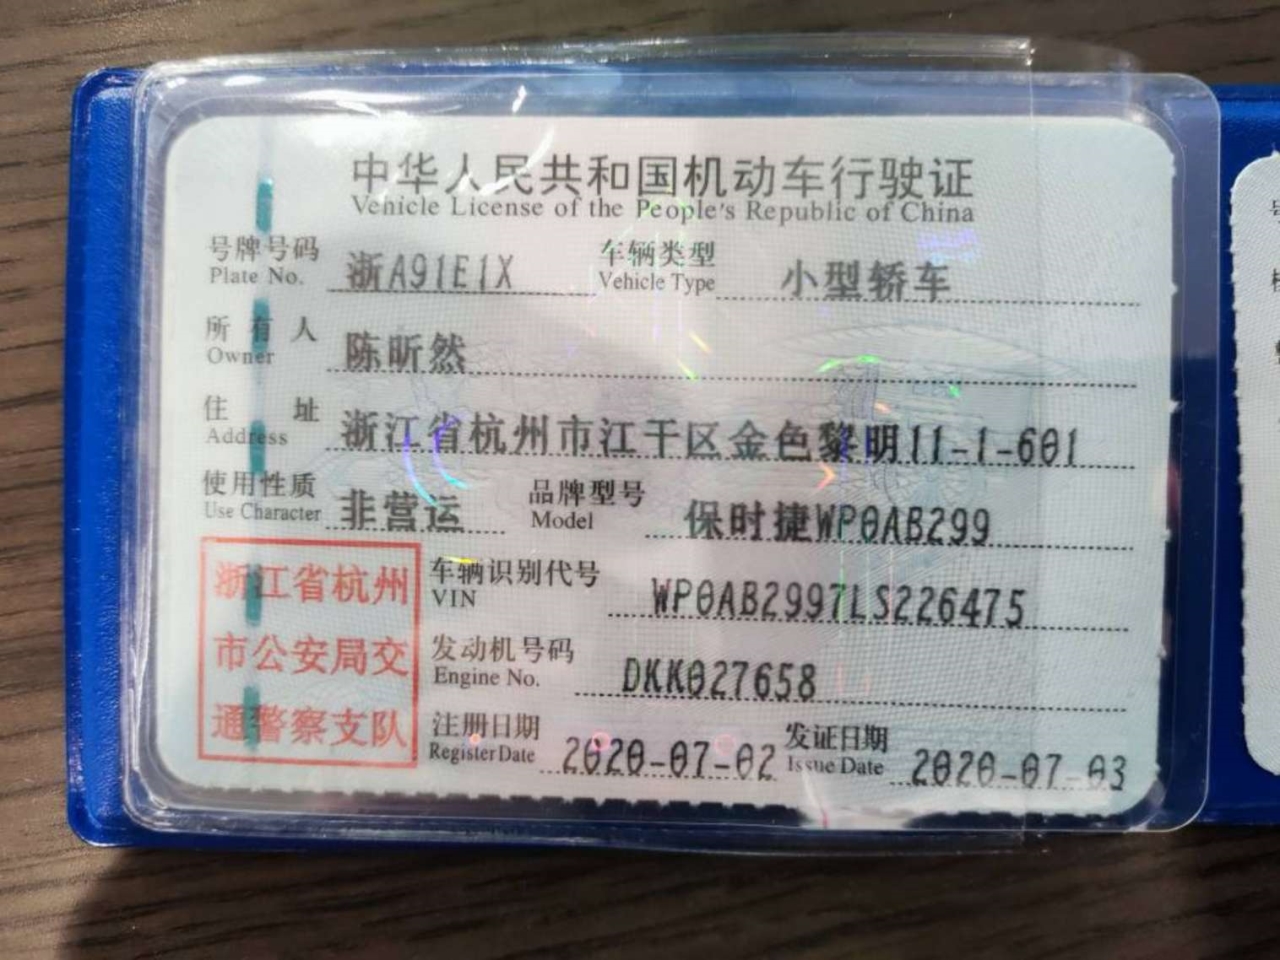 中华人民共和国机动车行驶证
Vehicle License of the People's Republic of China
号牌号码 浙A91E1X 车辆类型 小型轿车
Plate No. Vehicle Type
所有人 陈昕然
Owner
住址 浙江省杭州市江干区金色黎明11-1-601
Address
使用性质 非营运 品牌型号 保时捷WP0AB299
Use Character Model
浙江省杭州
市公安局交
通警察支队
车辆识别代号 WP0AB2997LS226475
VIN
发动机号码 DKK027658
Engine No.
注册日期 2020-07-02 发证日期 2020-07-03
Register Date Issue Date